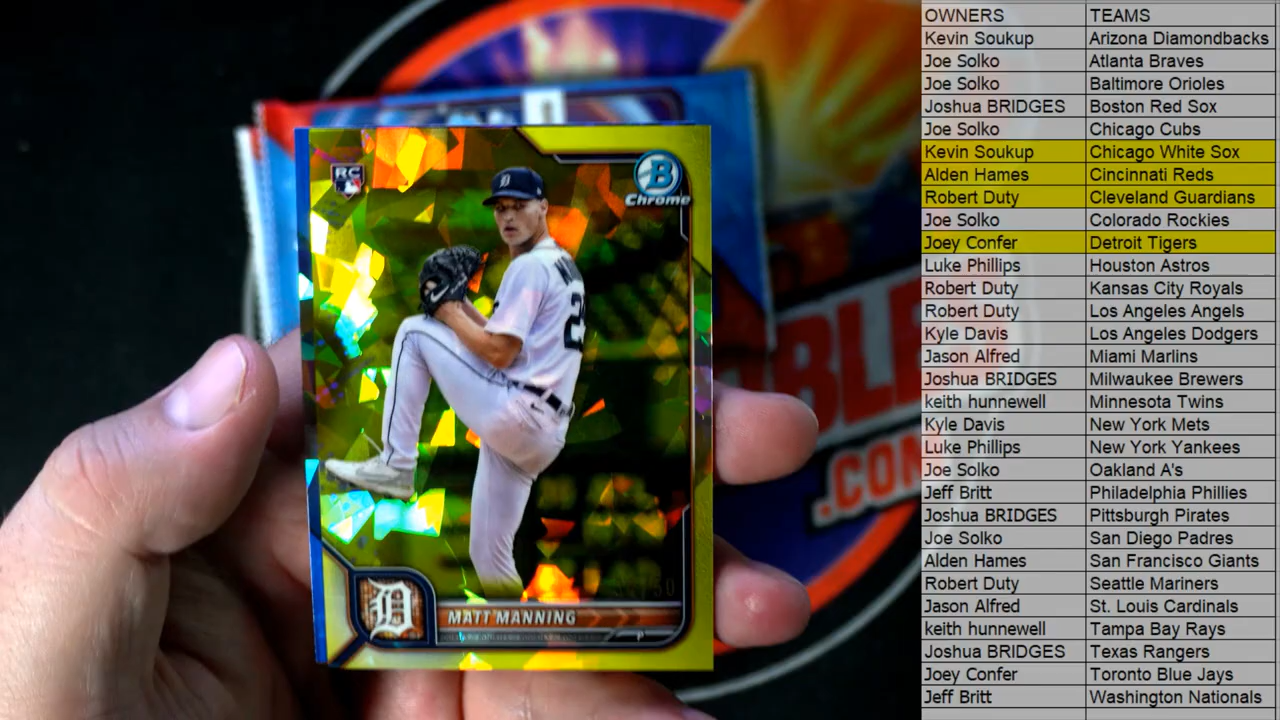 RC
B
Chrome
D
MATT MANNING
P
BLE
.COM
OWNERS TEAMS
Kevin Soukup Arizona Diamondbacks
Joe Solko Atlanta Braves
Joe Solko Baltimore Orioles
Joshua BRIDGES Boston Red Sox
Joe Solko Chicago Cubs
Kevin Soukup Chicago White Sox
Alden Hames Cincinnati Reds
Robert Duty Cleveland Guardians
Joe Solko Colorado Rockies
Joey Confer Detroit Tigers
Luke Phillips Houston Astros
Robert Duty Kansas City Royals
Robert Duty Los Angeles Angels
Kyle Davis Los Angeles Dodgers
Jason Alfred Miami Marlins
Joshua BRIDGES Milwaukee Brewers
keith hunnewell Minnesota Twins
Kyle Davis New York Mets
Luke Phillips New York Yankees
Joe Solko Oakland A's
Jeff Britt Philadelphia Phillies
Joshua BRIDGES Pittsburgh Pirates
Joe Solko San Diego Padres
Alden Hames San Francisco Giants
Robert Duty Seattle Mariners
Jason Alfred St. Louis Cardinals
keith hunnewell Tampa Bay Rays
Joshua BRIDGES Texas Rangers
Joey Confer Toronto Blue Jays
Jeff Britt Washington Nationals